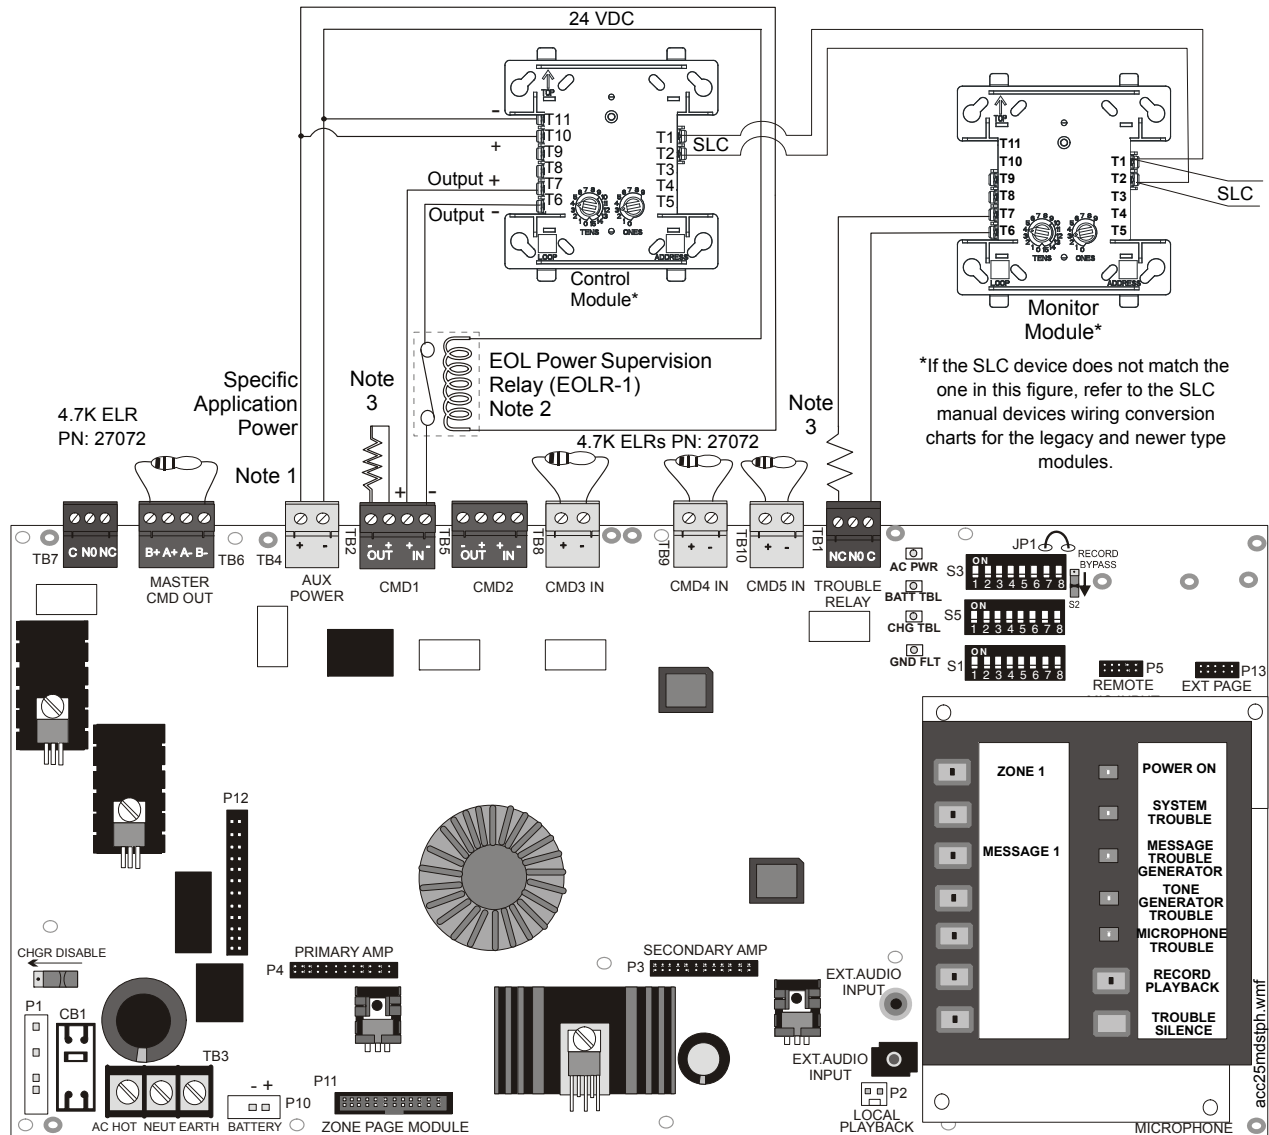 24 VDC
TOP
-
T11
T10
+
T9
T8
T7
T6
Output +
Output -
T1
T2
T3
T4
T5
SLC
TENS
ONES
LOOP
ADDRESS
Control
Module*
TOP
T11
T10
T9
T8
T7
T6
T1
T2
T3
T4
T5
SLC
TENS
ONES
LOOP
ADDRESS
Monitor
Module*
*If the SLC device does not match the
one in this figure, refer to the SLC
manual devices wiring conversion
charts for the legacy and newer type
modules.
EOL Power Supervision
Relay (EOLR-1)
Note 2
Specific
Application
Power
Note
3
Note
3
4.7K ELR
PN: 27072
Note 1
4.7K ELRs PN: 27072
+ -
C NO NC
TB7
B+ A+ A- B-
TB6
MASTER
CMD OUT
TB4
+ -
AUX
POWER
TB2
- + + -
OUT IN
CMD1
TB5
- + + -
OUT IN
CMD2
TB8
+ -
CMD3 IN
TB9
+ -
CMD4 IN
TB10
+ -
CMD5 IN
TB1
NC NO C
TROUBLE
RELAY
AC PWR
BATT TBL
CHG TBL
GND FLT
JP1
RECORD
BYPASS
S2
S3
ON
1 2 3 4 5 6 7 8
S5
ON
1 2 3 4 5 6 7 8
S1
ON
1 2 3 4 5 6 7 8
P5
REMOTE
P13
EXT PAGE
ZONE 1
MESSAGE 1
POWER ON
SYSTEM
TROUBLE
MESSAGE
TROUBLE
GENERATOR
TONE
GENERATOR
TROUBLE
MICROPHONE
TROUBLE
RECORD
PLAYBACK
TROUBLE
SILENCE
P12
CHGR DISABLE
P1
CB1
TB3
AC HOT NEUT EARTH
- +
P10
BATTERY
PRIMARY AMP
P4
P11
ZONE PAGE MODULE
SECONDARY AMP
P3
EXT.AUDIO
INPUT
EXT.AUDIO
INPUT
P2
LOCAL
PLAYBACK
MICROPHONE
acc25mdstph.wmf